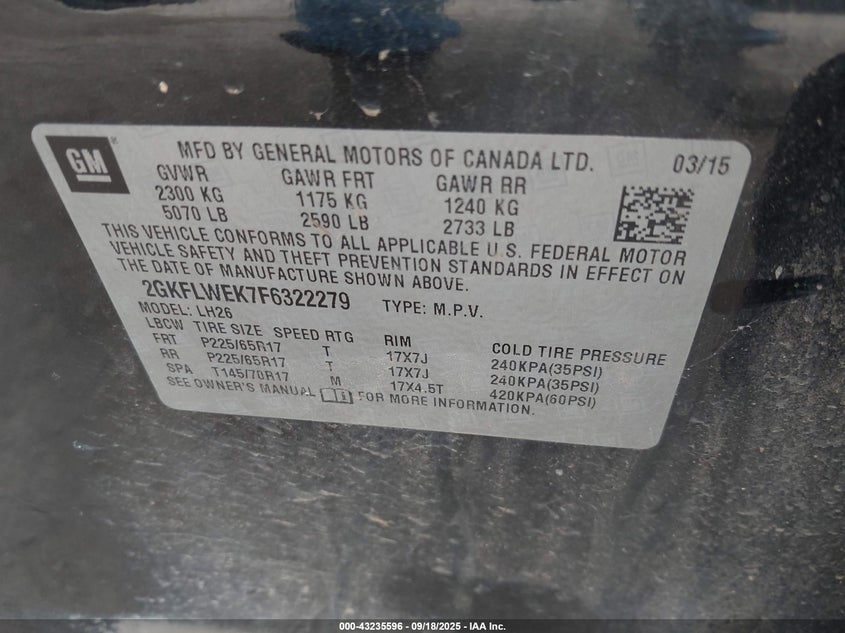 GM
MFD BY GENERAL MOTORS OF CANADA LTD. 03/15
GVWR GAWR FRT GAWR RR
2300 KG 1175 KG 1240 KG
5070 LB 2590 LB 2733 LB
THIS VEHICLE CONFORMS TO ALL APPLICABLE U.S. FEDERAL MOTOR
VEHICLE SAFETY AND THEFT PREVENTION STANDARDS IN EFFECT ON
THE DATE OF MANUFACTURE SHOWN ABOVE.
2GKFLWEK7F6322279 TYPE: M.P.V.
MODEL: LH26
LBCW TIRE SIZE SPEED RTG RIM COLD TIRE PRESSURE
FRT P225/65R17 T 17X7J 240KPA(35PSI)
RR P225/65R17 T 17X7J 240KPA(35PSI)
SPA T145/70R17 M 17X4.5T 420KPA(60PSI)
SEE OWNER'S MANUAL FOR MORE INFORMATION.
000-43235596 - 09/18/2025 - IAA Inc.